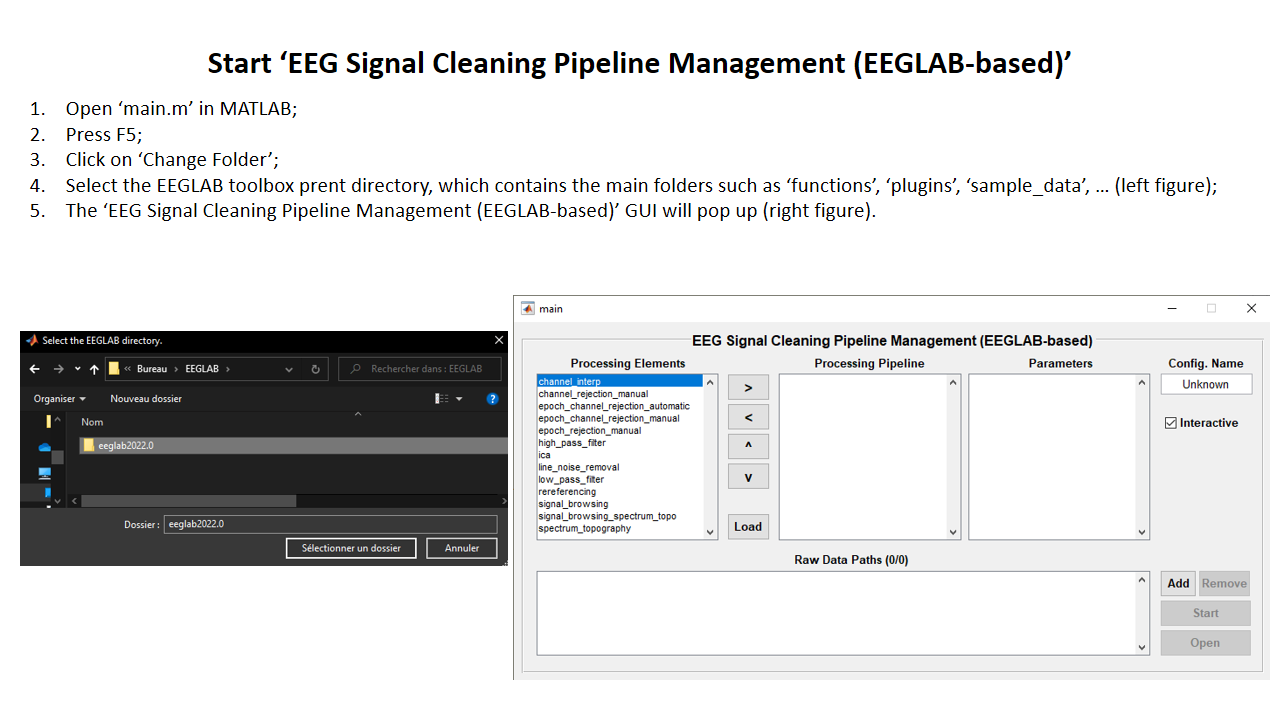 Start ‘EEG Signal Cleaning Pipeline Management (EEGLAB-based)’
1. Open ‘main.m’ in MATLAB;
2. Press F5;
3. Click on ‘Change Folder’;
4. Select the EEGLAB toolbox prent directory, which contains the main folders such as ‘functions’, ‘plugins’, ‘sample_data’, … (left figure);
5. The ‘EEG Signal Cleaning Pipeline Management (EEGLAB-based)’ GUI will pop up (right figure).
Select the EEGLAB directory.
« Bureau › EEGLAB ›
Rechercher dans : EEGLAB
Organiser
Nouveau dossier
Nom
eeglab2022.0
Dossier : eeglab2022.0
Sélectionner un dossier
Annuler
main
EEG Signal Cleaning Pipeline Management (EEGLAB-based)
Processing Elements
channel_interp
channel_rejection_manual
epoch_channel_rejection_automatic
epoch_channel_rejection_manual
epoch_rejection_manual
high_pass_filter
ica
line_noise_removal
low_pass_filter
rereferencing
signal_browsing
signal_browsing_spectrum_topo
spectrum_topography
>
<
^
v
Load
Processing Pipeline
Parameters
Config. Name
Unknown
Interactive
Raw Data Paths (0/0)
Add
Remove
Start
Open